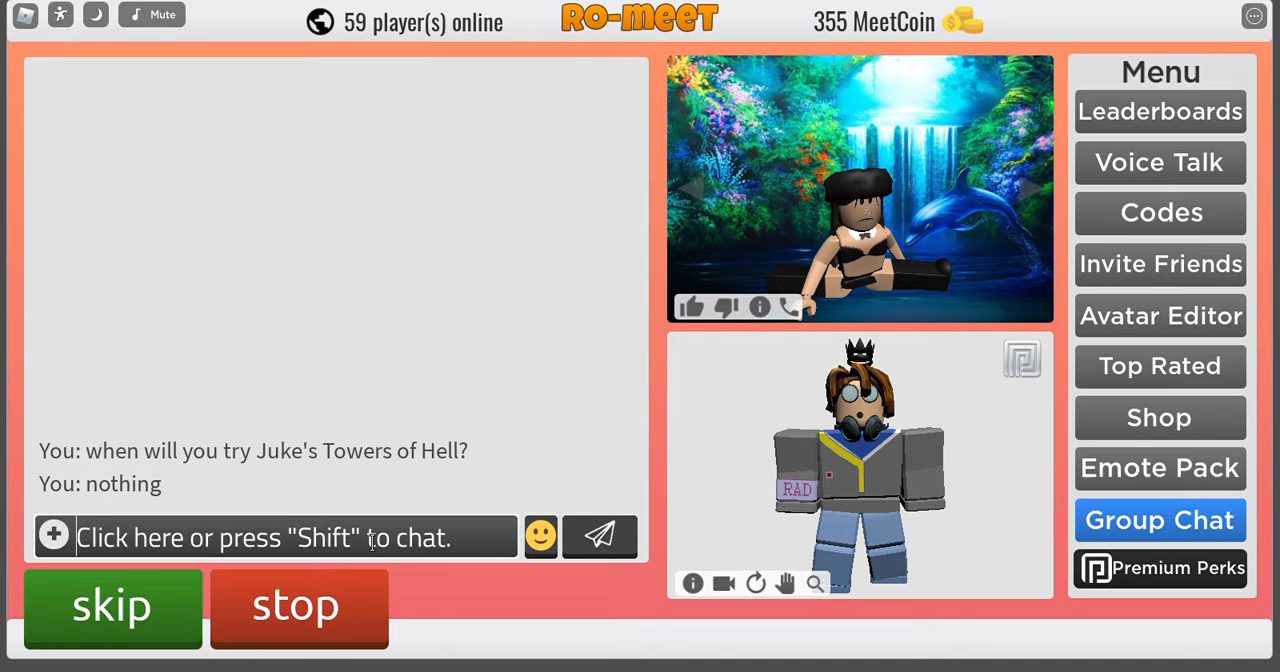 Mute
59 player(s) online
RO-MEET
355 MeetCoin
Menu
Leaderboards
Voice Talk
Codes
Invite Friends
Avatar Editor
Top Rated
Shop
Emote Pack
Group Chat
Premium Perks
You: when will you try Juke's Towers of Hell?
You: nothing
Click here or press "Shift" to chat.
skip
stop
RAD